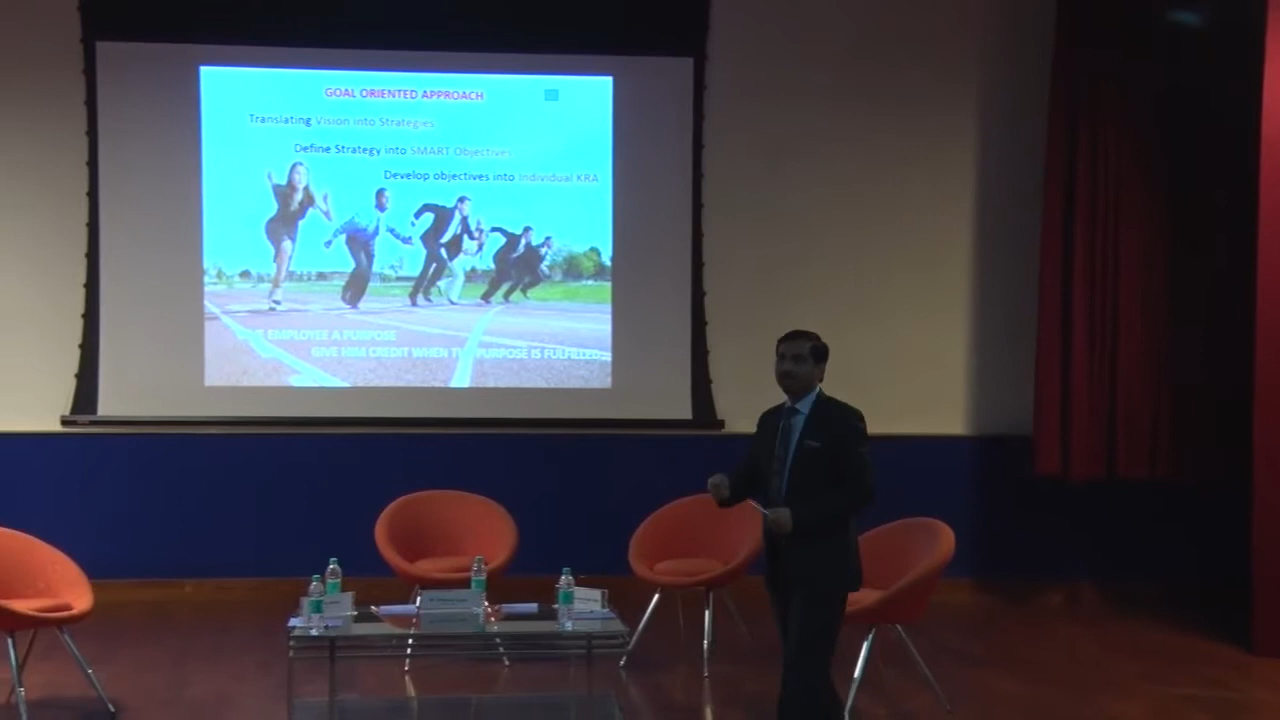 GOAL ORIENTED APPROACH
Translating Vision into Strategies
Define Strategy into SMART Objectives
Develop objectives into Individual KRA
EMPLOYEE A PURPOSE
GIVE HIM CREDIT WHEN PURPOSE IS FULFILLED...